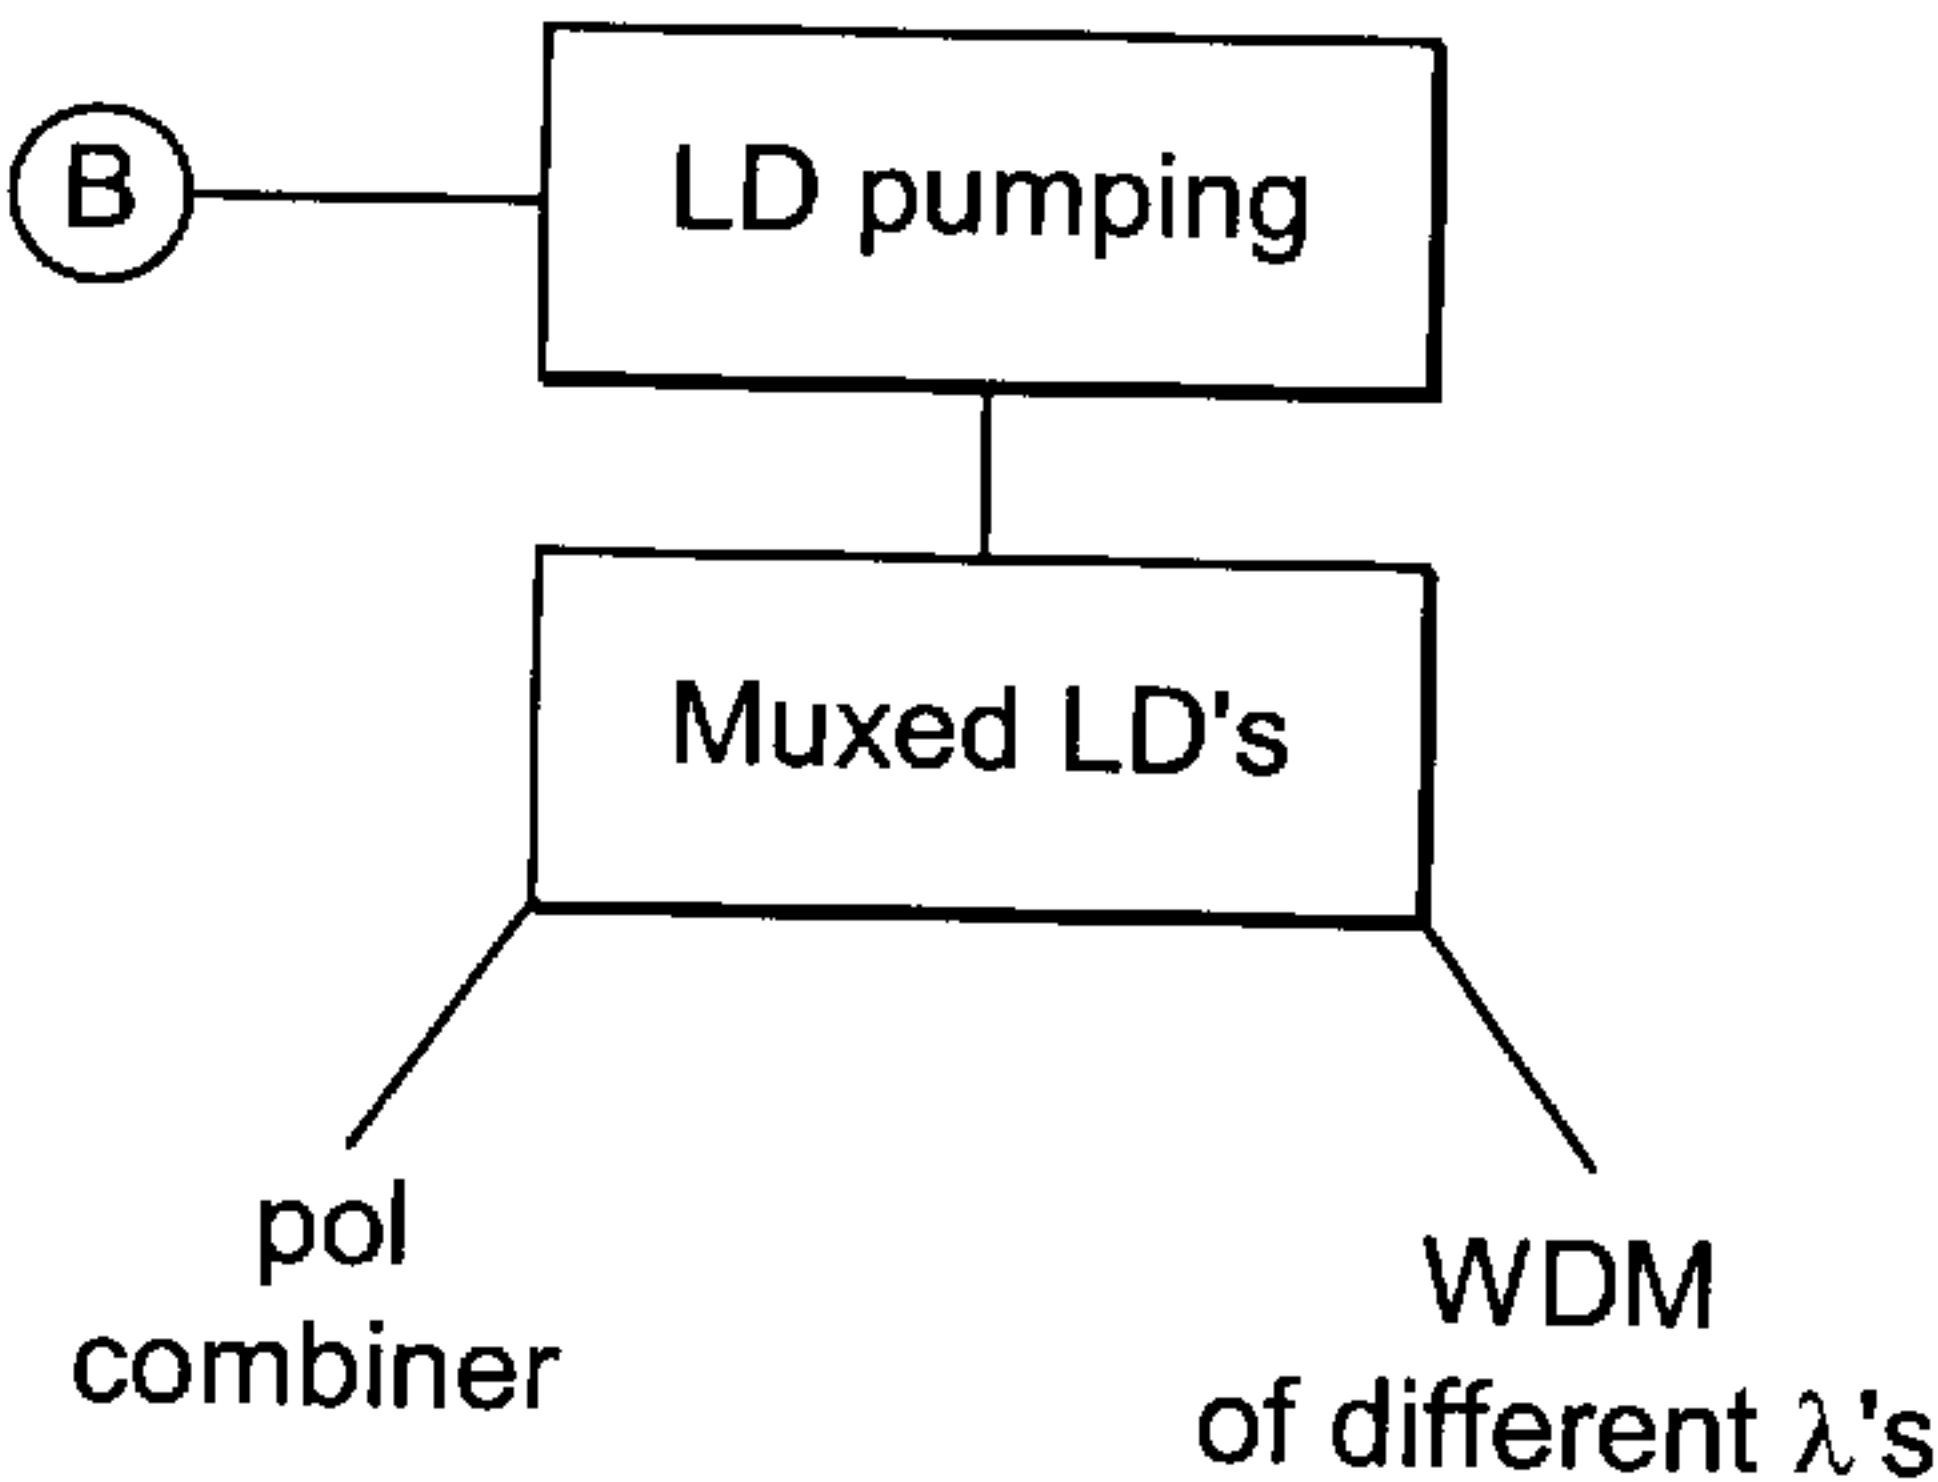 B
LD pumping
Muxed LD's
pol
combiner
WDM
of different λ's